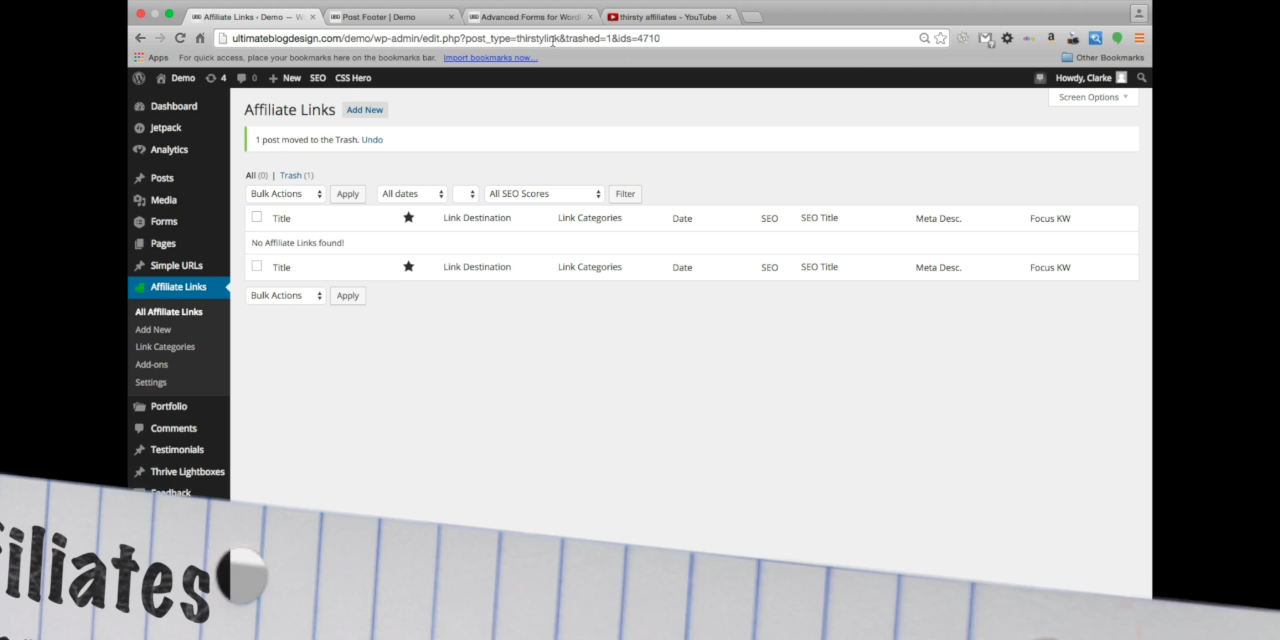 Affiliate Links ‹ Demo — W
Post Footer | Demo
Advanced Forms for Word
thirsty affiliates - YouTube
ultimateblogdesign.com/demo/wp-admin/edit.php?post_type=thirstylink&trashed=1&ids=4710
Apps
For quick access, place your bookmarks here on the bookmarks bar.
Import bookmarks now...
Other Bookmarks
Demo
4
0
New
SEO
CSS Hero
Howdy, Clarke
Dashboard
Jetpack
Analytics
Posts
Media
Forms
Pages
Simple URLs
Affiliate Links
All Affiliate Links
Add New
Link Categories
Add-ons
Settings
Portfolio
Comments
Testimonials
Thrive Lightboxes
Feedback
Screen Options
Affiliate Links Add New
1 post moved to the Trash. Undo
All (0) | Trash (1)
Bulk Actions Apply All dates All SEO Scores Filter
Title Link Destination Link Categories Date SEO SEO Title Meta Desc. Focus KW
No Affiliate Links found!
Title Link Destination Link Categories Date SEO SEO Title Meta Desc. Focus KW
Bulk Actions Apply
filiates